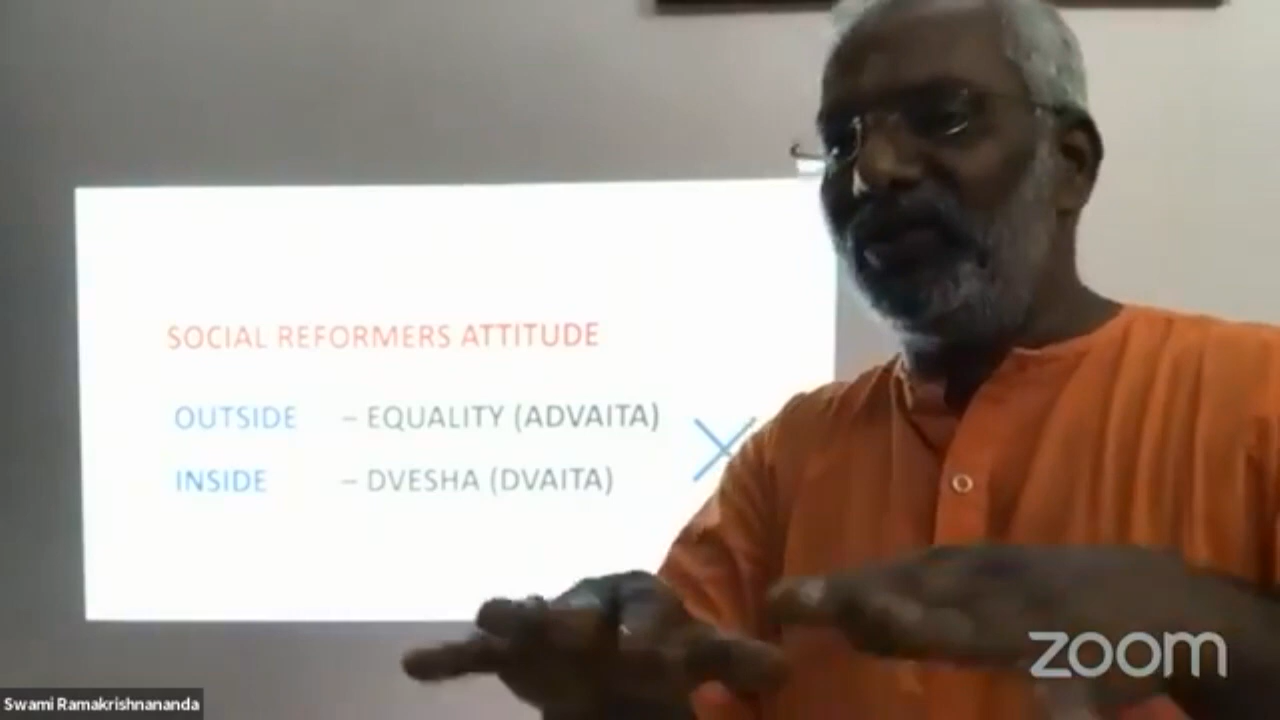 SOCIAL REFORMERS ATTITUDE
OUTSIDE – EQUALITY (ADVAITA)
INSIDE – DVESHA (DVAITA)
zoom
Swami Ramakrishnananda